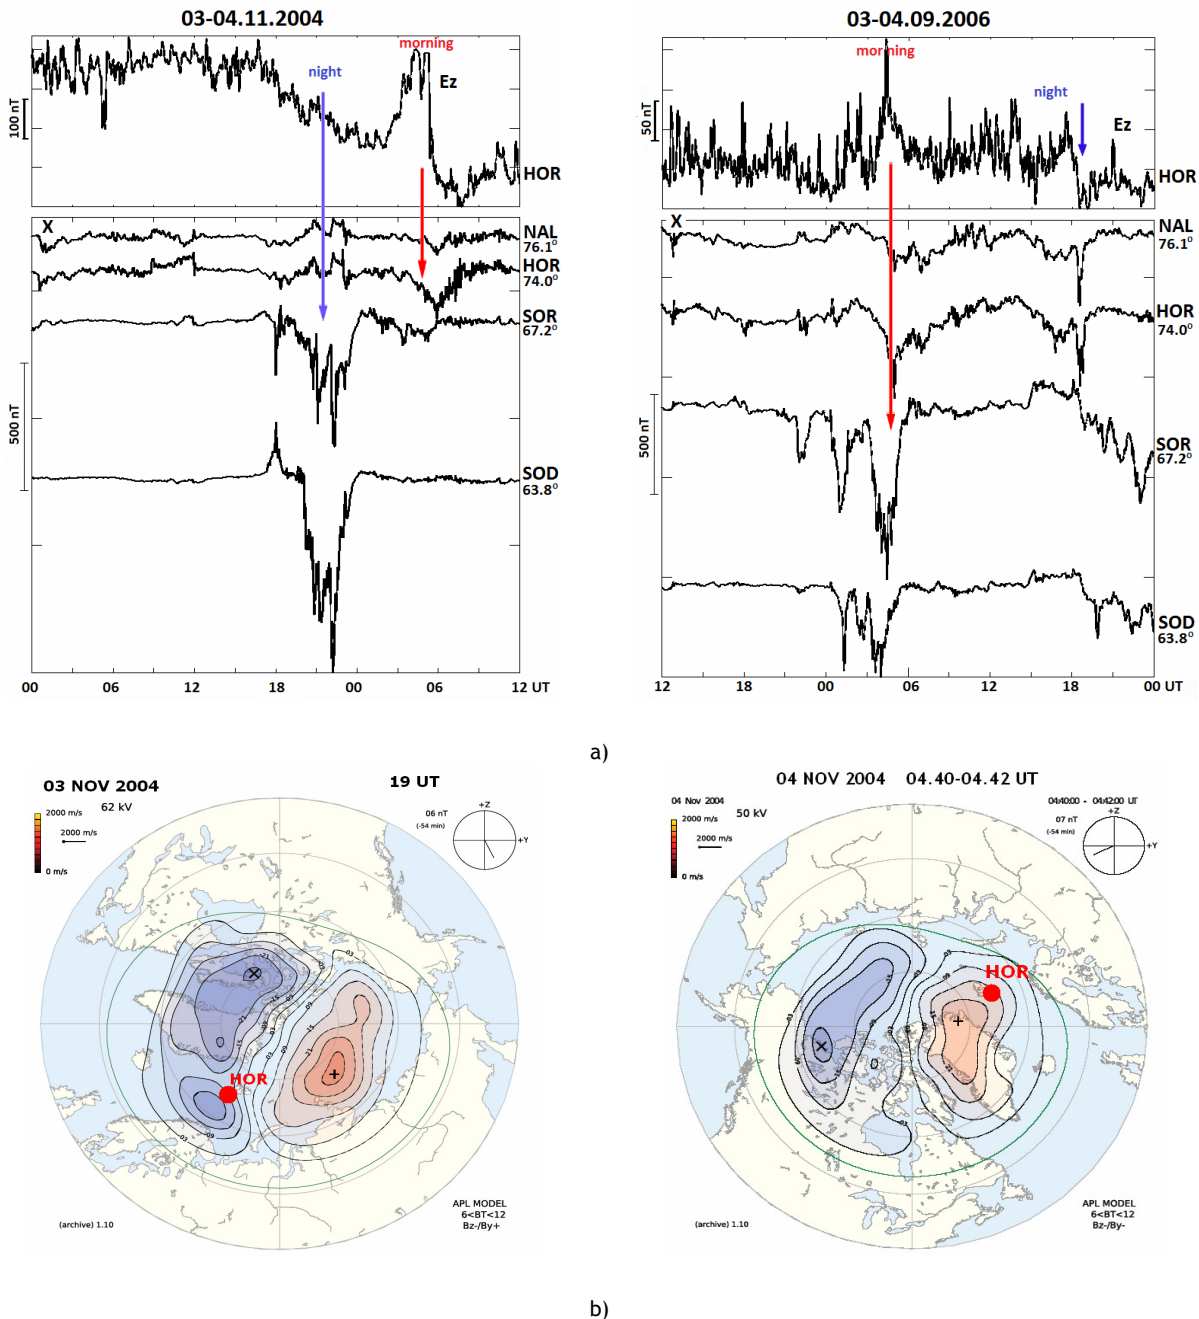 03-04.11.2004
morning
night
Ez
100 nT
HOR
X
NAL
76.1°
HOR
74.0°
SOR
67.2°
500 nT
SOD
63.8°
00 06 12 18 00 06 12 UT
03-04.09.2006
morning
night
Ez
50 nT
HOR
X
NAL
76.1°
HOR
74.0°
500 nT
SOR
67.2°
SOD
63.8°
12 18 00 06 12 18 00 UT
a)
03 NOV 2004
19 UT
62 kV
2000 m/s
2000 m/s
0 m/s
06 nT
(-54 min)
+Z
+Y
HOR
APL MODEL
6<BT<12
Bz-/By+
(archive) 1.10
04 NOV 2004 04.40-04.42 UT
04 Nov 2004
50 kV
2000 m/s
2000 m/s
0 m/s
04:40:00 - 04:42:00 UT
+Z
07 nT
(-54 min)
+Y
HOR
APL MODEL
6<BT<12
Bz-/By-
(archive) 1.10
b)